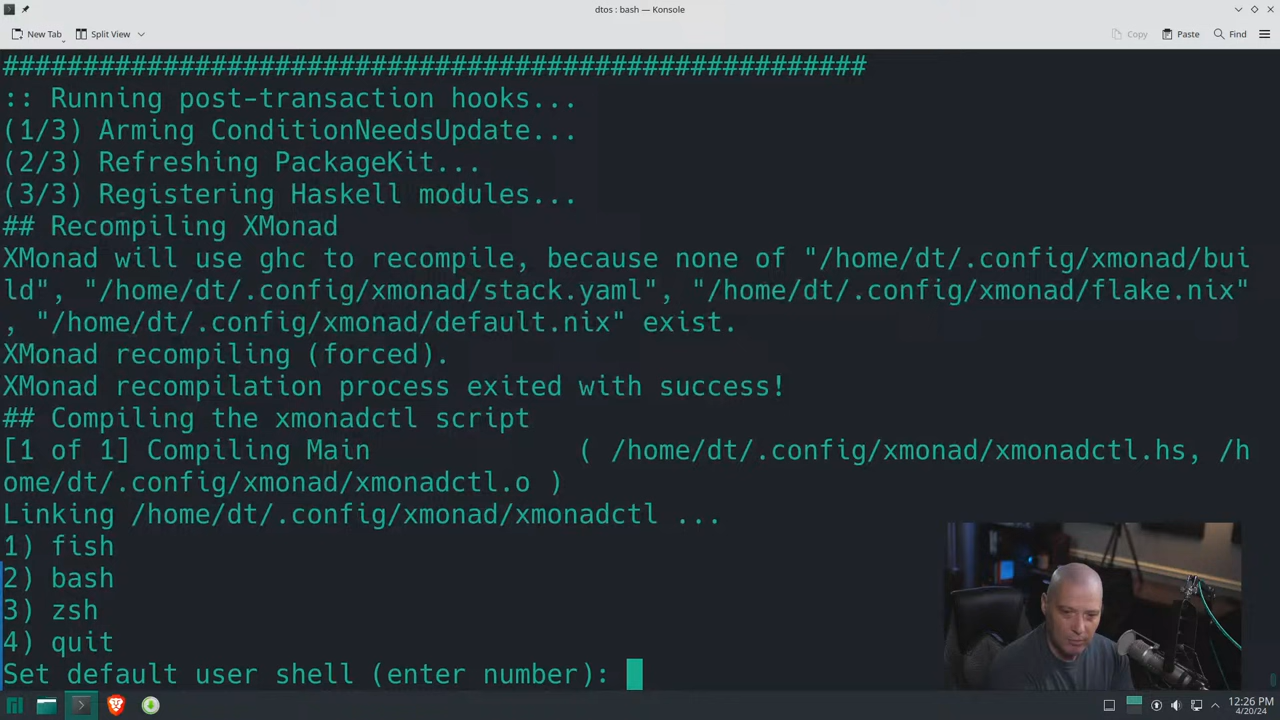 dtos : bash — Konsole
New Tab
Split View
Copy
Paste
Find
######################################################
:: Running post-transaction hooks...
(1/3) Arming ConditionNeedsUpdate...
(2/3) Refreshing PackageKit...
(3/3) Registering Haskell modules...
## Recompiling XMonad
XMonad will use ghc to recompile, because none of "/home/dt/.config/xmonad/bui
ld", "/home/dt/.config/xmonad/stack.yaml", "/home/dt/.config/xmonad/flake.nix"
, "/home/dt/.config/xmonad/default.nix" exist.
XMonad recompiling (forced).
XMonad recompilation process exited with success!
## Compiling the xmonadctl script
[1 of 1] Compiling Main             ( /home/dt/.config/xmonad/xmonadctl.hs, /h
ome/dt/.config/xmonad/xmonadctl.o )
Linking /home/dt/.config/xmonad/xmonadctl ...
1) fish
2) bash
3) zsh
4) quit
Set default user shell (enter number):
12:26 PM
4/20/24